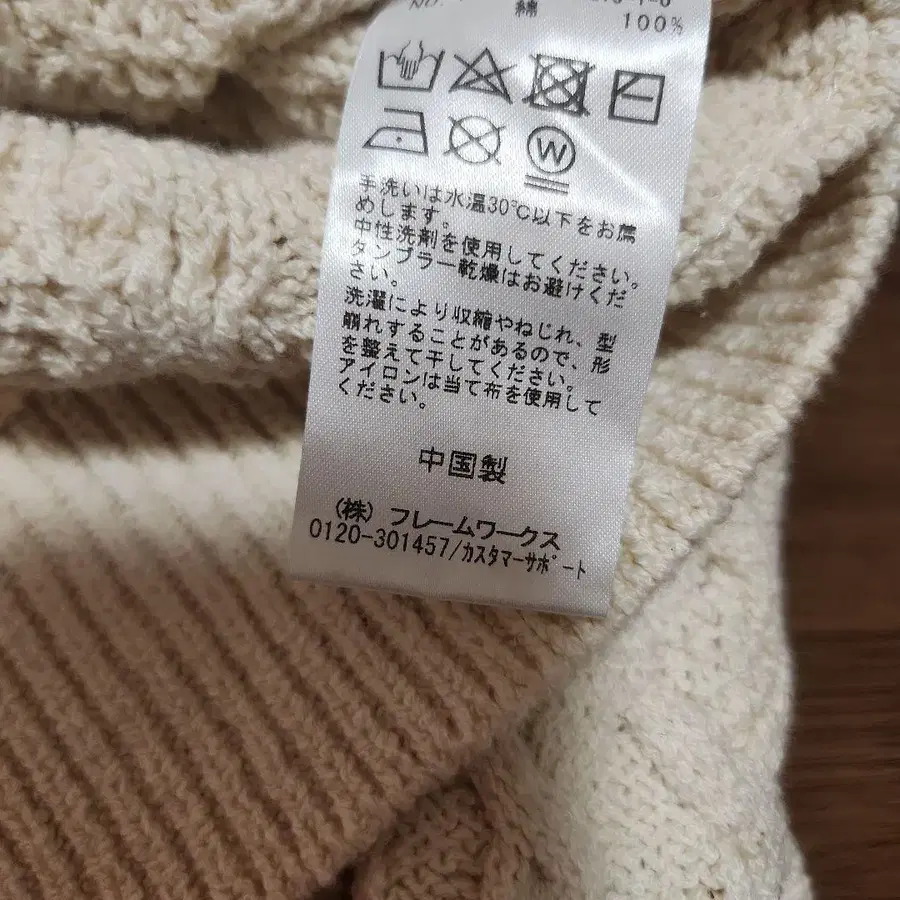 NO.
綿
100%
W
手洗いは水温30℃以下をお薦
めします。
中性洗剤を使用してください。
タンブラー乾燥はお避けくだ
さい。
洗濯により収縮やねじれ、型
崩れすることがあるので、形
を整えて干してください。
アイロンは当て布を使用して
ください。
中国製
(株) フレームワークス
0120-301457/カスタマーサポート